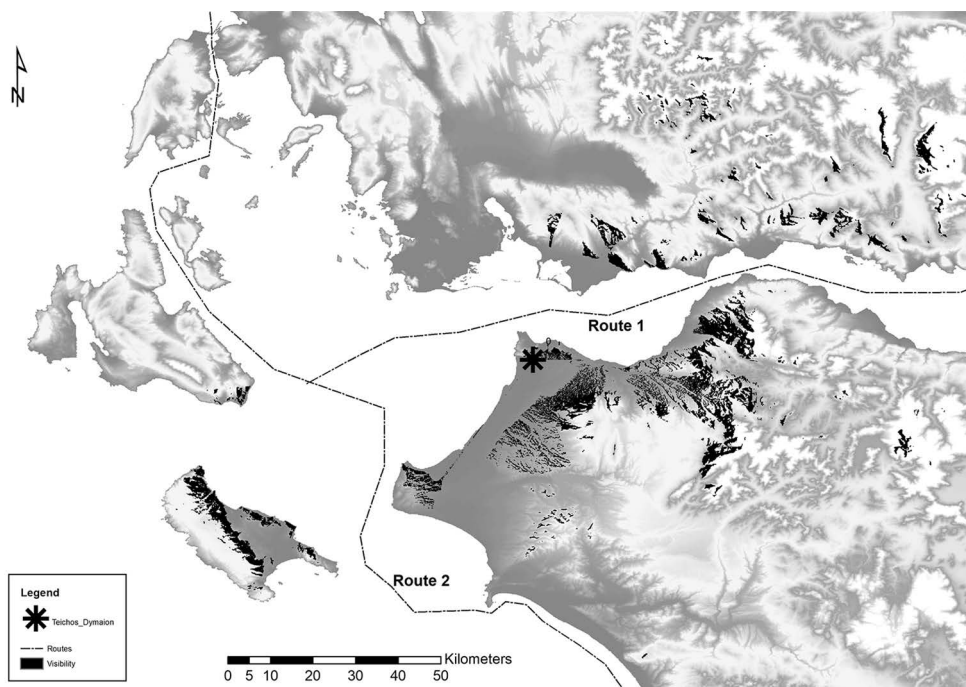 N
Route 1
Route 2
Legend
Teichos_Dymaion
Routes
Visibility
0 5 10 20 30 40 50 Kilometers